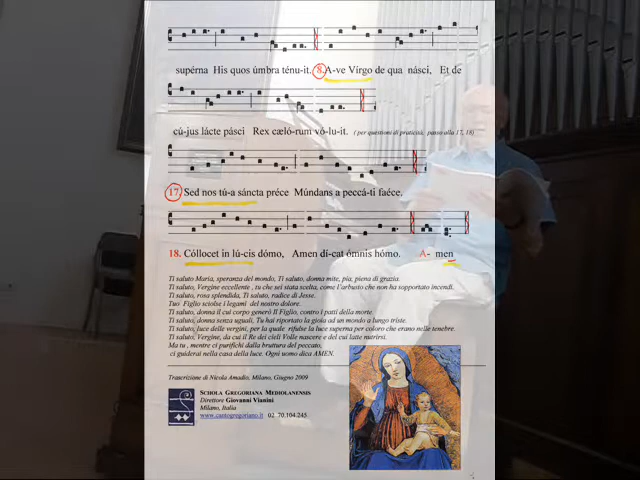 supérna His quos ùmbra ténu-it. 8. A-ve Virgo de qua násci, Et de
cú-jus lácte pásci Rex cæló-rum vó-lu-it. ( per questioni di praticità, passo alla 17, 18)
17. Sed nos tú-a sáncta préce Múndans a peccá-ti faéce.
18. Cóllocet in lú-cis dómo, Amen dí-cat ómnis hómo. A- men
Ti saluto Maria, speranza del mondo, Ti saluto, donna mite, pia, piena di grazia.
Ti saluto, Vergine eccellente , tu che sei stata scelta, come l'arbusto che non ha sopportato incendi.
Ti saluto, rosa splendida, Ti saluto, radice di Jesse.
Tuo Figlio sciolse i legami del nostro dolore.
Ti saluto, donna il cui corpo generò Il Figlio, contro i patti della morte.
Ti saluto, donna senza uguali, Tu hai riportato la gioia ad un mondo a lungo triste.
Ti saluto, luce delle vergini, per la quale rifulse la luce superna per coloro che erano nelle tenebre.
Ti saluto, Vergine, da cui il Re dei cieli Volle nascere e del cui latte nutrirsi.
Ma tu , mentre ci purifichi dalla bruttura del peccato,
ci guiderai nella casa della luce. Ogni uomo dica AMEN.
Trascrizione di Nicola Amadio, Milano, Giugno 2009
SCHOLA GREGORIANA MEDIOLANENSIS
Direttore Giovanni Vianini
Milano, Italia
www.cantogregoriano.it 02 70.104.245